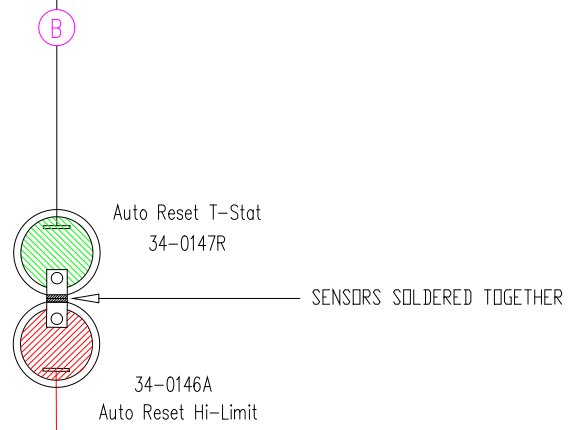 B
Auto Reset T-Stat
34-0147R
SENSORS SOLDERED TOGETHER
34-0146A
Auto Reset Hi-Limit